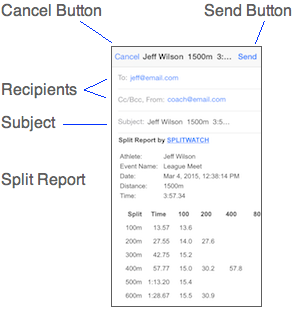 Cancel Button
Send Button
Cancel Jeff Wilson 1500m 3:... Send
Recipients
To: jeff@email.com
Cc/Bcc, From: coach@email.com
Subject
Subject: Jeff Wilson 1500m 3:5...
Split Report by SPLITWATCH
Split Report
Athlete: Jeff Wilson
Event Name: League Meet
Date: Mar 4, 2015, 12:38:14 PM
Distance: 1500m
Time: 3:57.34
Split Time 100 200 400 80
100m 13.57 13.6
200m 27.55 14.0 27.6
300m 42.75 15.2
400m 57.77 15.0 30.2 57.8
500m 1:13.20 15.4
600m 1:28.67 15.5 30.9